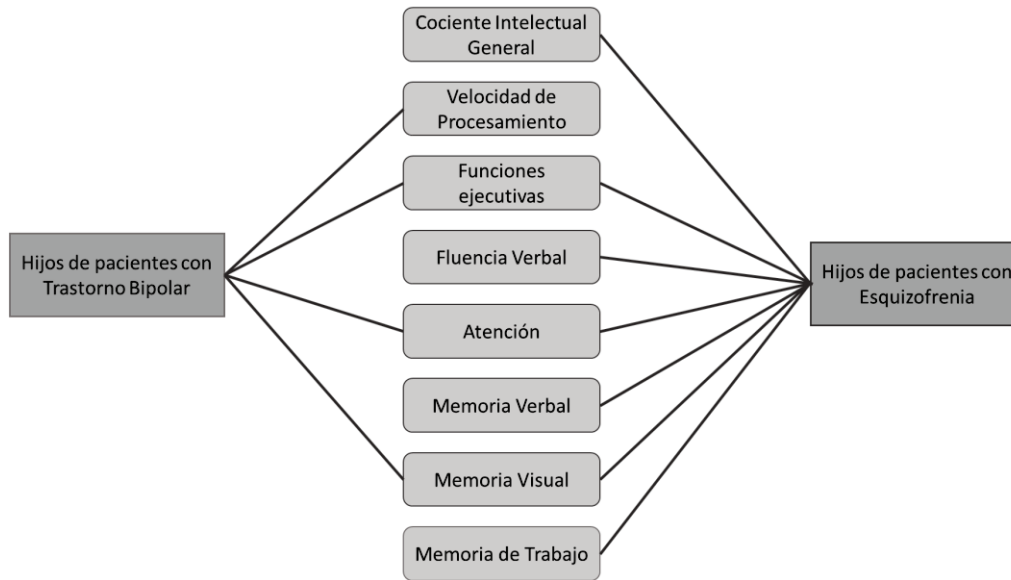 Cociente Intelectual
General
Velocidad de
Procesamiento
Funciones
ejecutivas
Hijos de pacientes con
Trastorno Bipolar
Fluencia Verbal
Hijos de pacientes con
Esquizofrenia
Atención
Memoria Verbal
Memoria Visual
Memoria de Trabajo